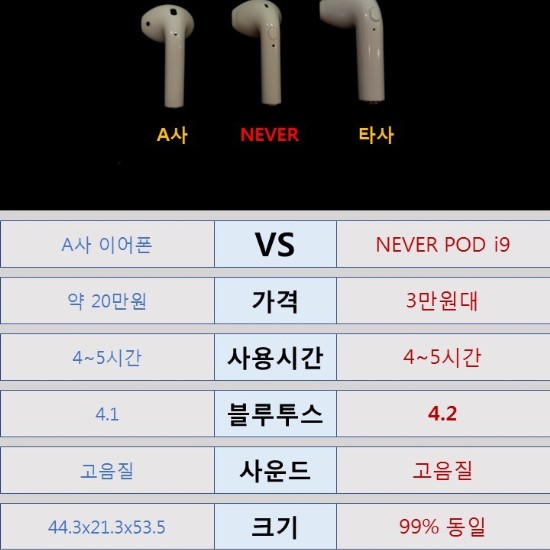 A사 NEVER 타사
A사 이어폰 VS NEVER POD i9
약 20만원 가격 3만원대
4~5시간 사용시간 4~5시간
4.1 블루투스 4.2
고음질 사운드 고음질
44.3x21.3x53.5 크기 99% 동일